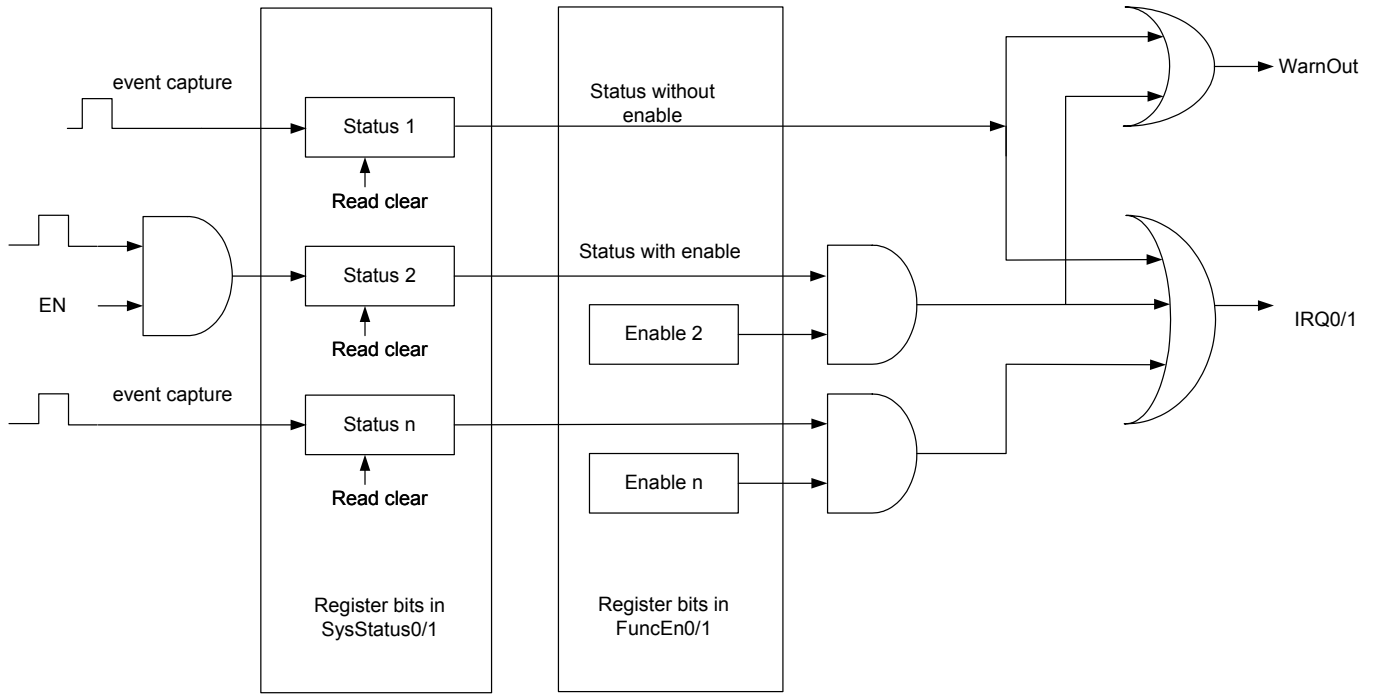 event capture
Status 1
Read clear
Status without
enable
WarnOut
EN
Status 2
Read clear
Status with enable
Enable 2
IRQ0/1
event capture
Status n
Read clear
Enable n
Register bits in
SysStatus0/1
Register bits in
FuncEn0/1